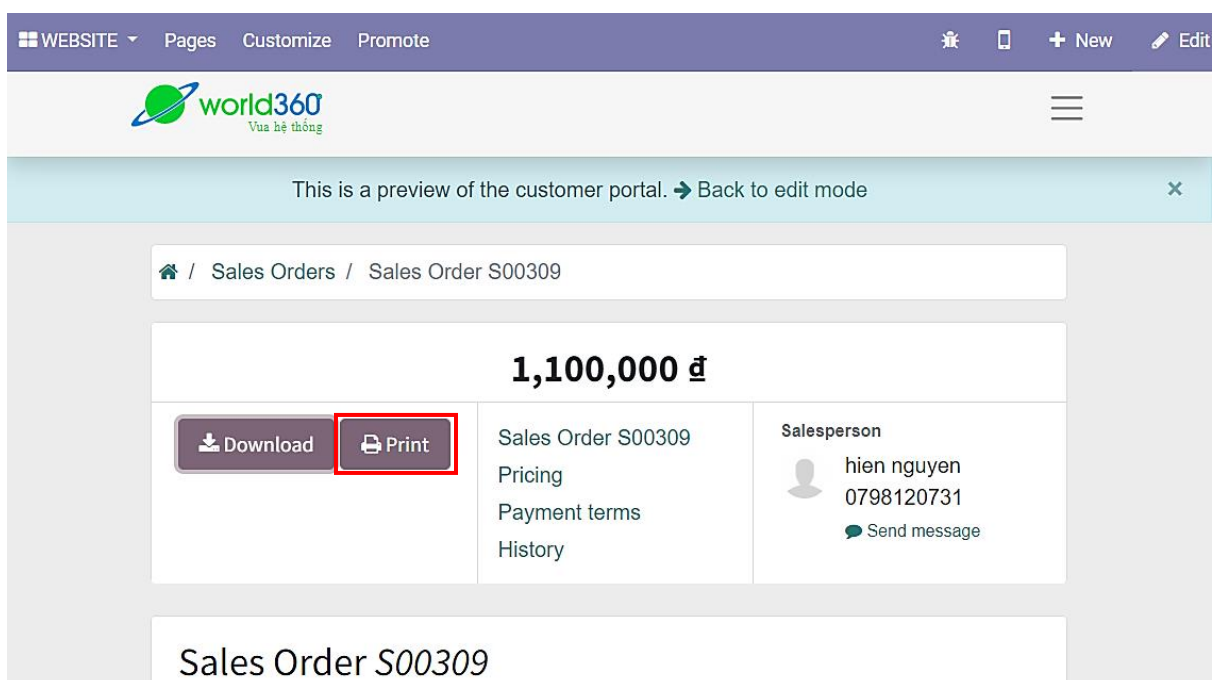 WEBSITE Pages Customize Promote New Edit
world360
Vua hệ thống
This is a preview of the customer portal. Back to edit mode ×
/ Sales Orders / Sales Order S00309
1,100,000 ₫
Download Print
Sales Order S00309
Pricing
Payment terms
History
Salesperson
hien nguyen
0798120731
Send message
Sales Order S00309